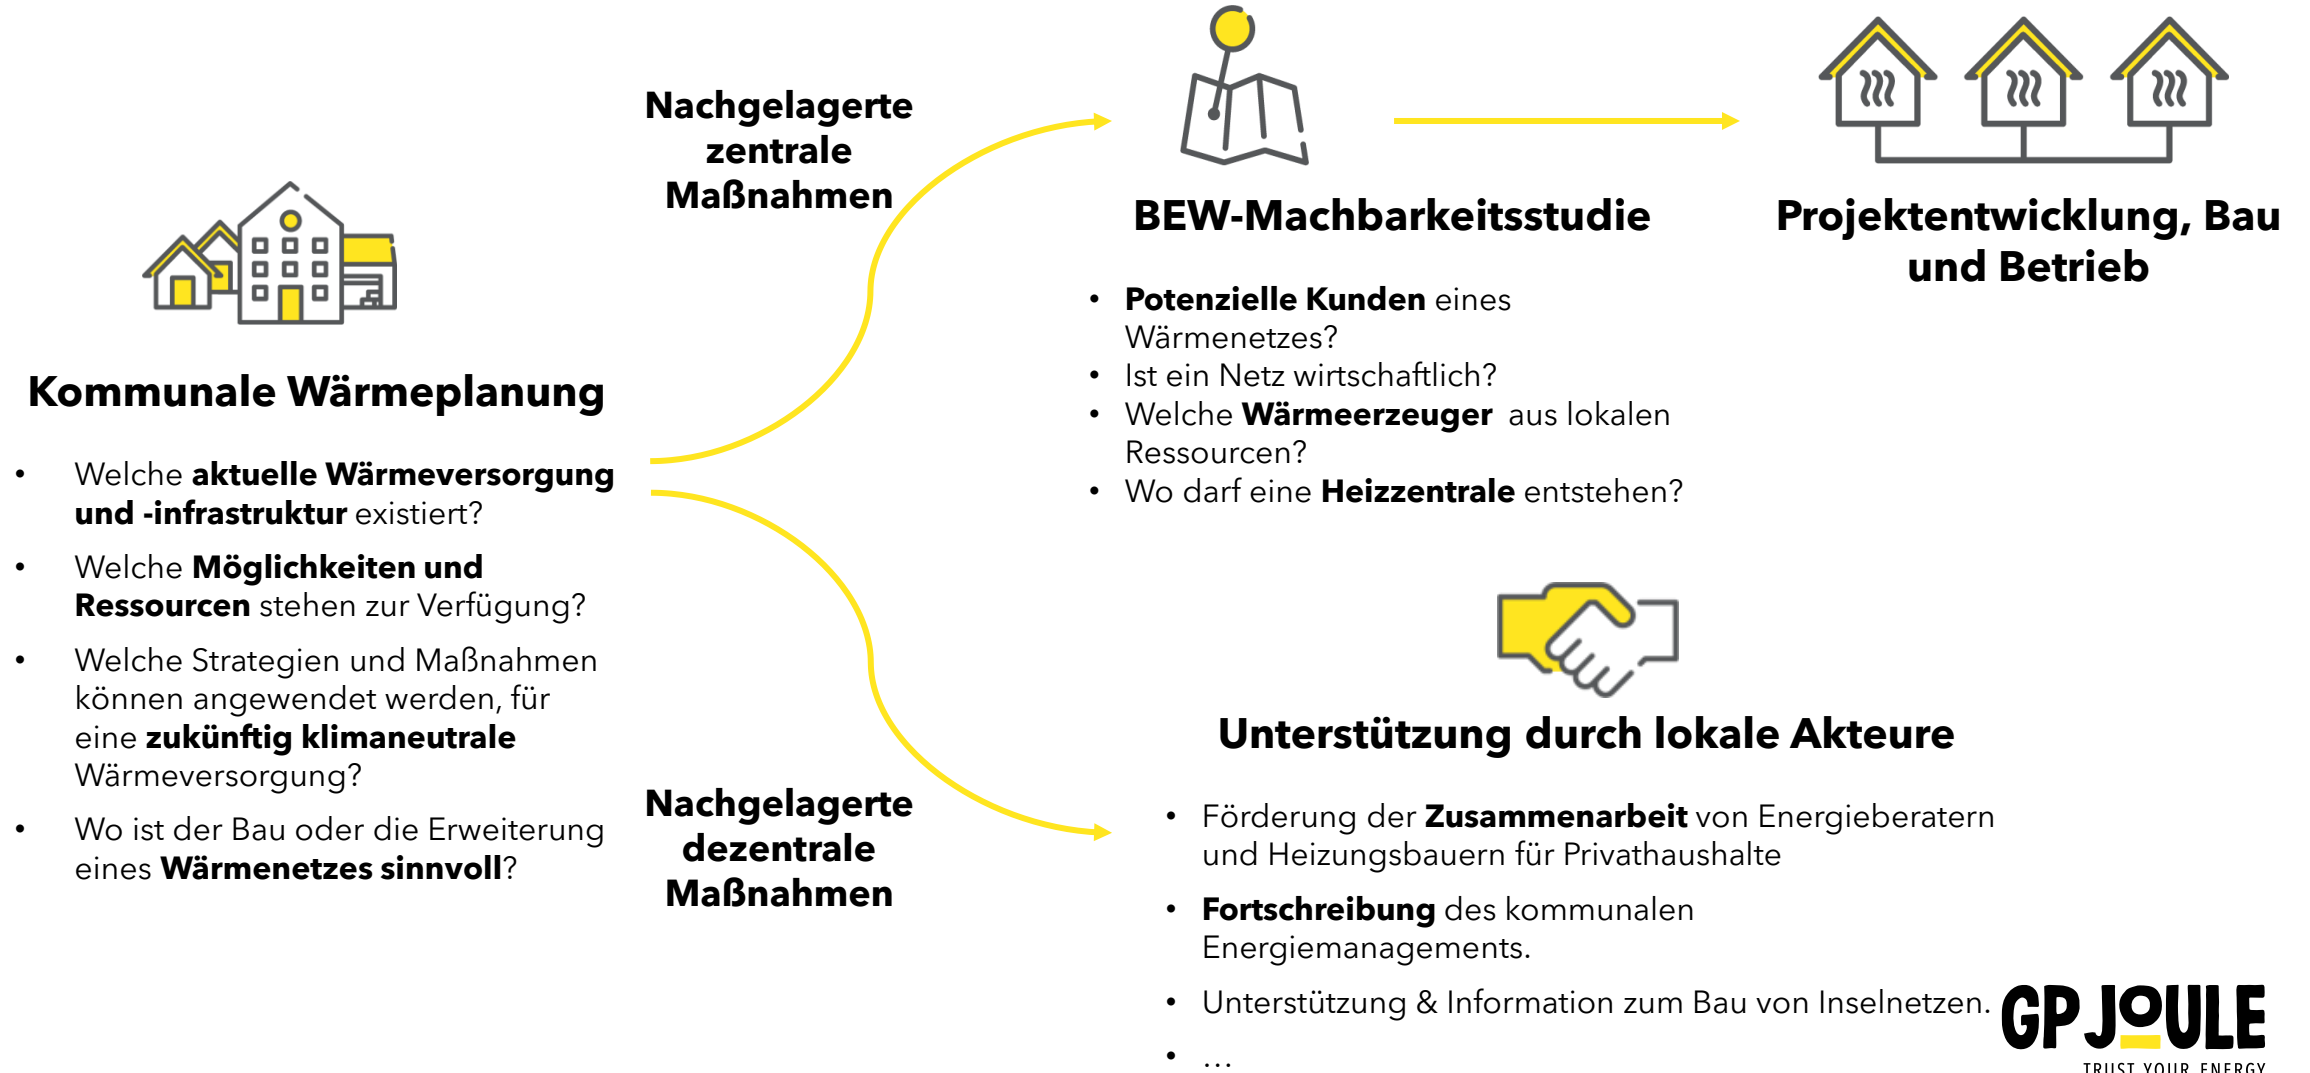 Kommunale Wärmeplanung
• Welche aktuelle Wärmeversorgung
und -infrastruktur existiert?
• Welche Möglichkeiten und
Ressourcen stehen zur Verfügung?
• Welche Strategien und Maßnahmen
können angewendet werden, für
eine zukünftig klimaneutrale
Wärmeversorgung?
• Wo ist der Bau oder die Erweiterung
eines Wärmenetzes sinnvoll?
Nachgelagerte
zentrale
Maßnahmen
BEW-Machbarkeitsstudie
• Potenzielle Kunden eines
Wärmenetzes?
• Ist ein Netz wirtschaftlich?
• Welche Wärmeerzeuger aus lokalen
Ressourcen?
• Wo darf eine Heizzentrale entstehen?
Projektentwicklung, Bau
und Betrieb
Nachgelagerte
dezentrale
Maßnahmen
Unterstützung durch lokale Akteure
• Förderung der Zusammenarbeit von Energieberatern
und Heizungsbauern für Privathaushalte
• Fortschreibung des kommunalen
Energiemanagements.
• Unterstützung & Information zum Bau von Inselnetzen.
• …
GP JOULE
TRUST YOUR ENERGY